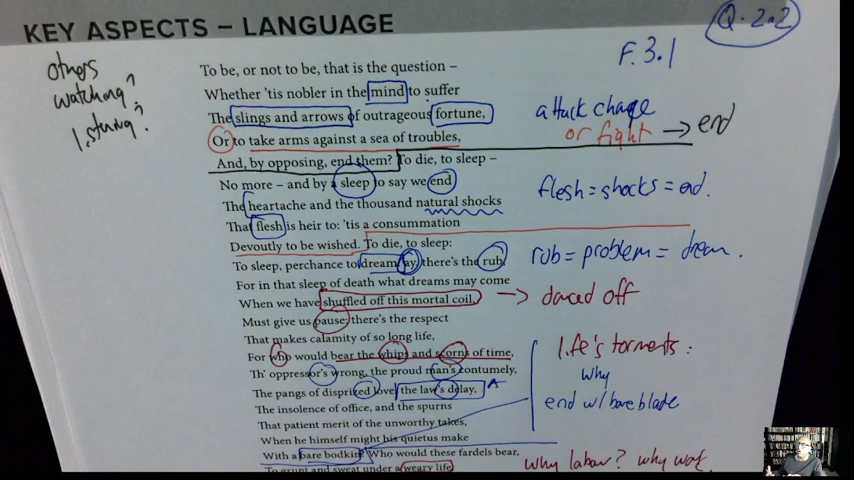 KEY ASPECTS – LANGUAGE
Q. 2.2
F. 3.1
others
watching?
listening?
To be, or not to be, that is the question –
Whether 'tis nobler in the mind to suffer
The slings and arrows of outrageous fortune,
Or to take arms against a sea of troubles,
And, by opposing, end them? To die, to sleep –
No more – and by a sleep to say we end
The heartache and the thousand natural shocks
That flesh is heir to: 'tis a consummation
Devoutly to be wished. To die, to sleep:
To sleep, perchance to dream, ay, there's the rub,
For in that sleep of death what dreams may come
When we have shuffled off this mortal coil,
Must give us pause: there's the respect
That makes calamity of so long life,
For who would bear the whips and scorns of time,
Th' oppressor's wrong, the proud man's contumely,
The pangs of disprized love, the law's delay,
The insolence of office, and the spurns
That patient merit of the unworthy takes,
When he himself might his quietus make
With a bare bodkin? Who would these fardels bear,
To grunt and sweat under a weary life
attack change
or fight → end
flesh = shocks = end.
rub = problem = dream.
→ danced off
life's torments:
why
end w/ bare blade
why labour? why